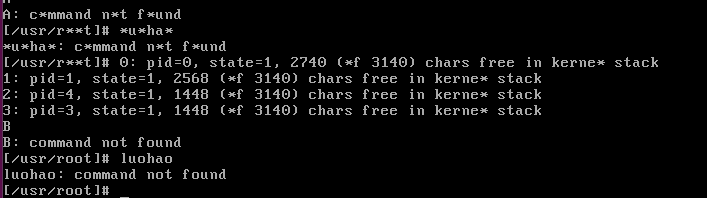 A: c*mmand n*t f*und
[/usr/r**t]# *u*ha*
*u*ha*: c*mmand n*t f*und
[/usr/r**t]# 0: pid=0, state=1, 2740 (*f 3140) chars free in kerne* stack
1: pid=1, state=1, 2568 (*f 3140) chars free in kerne* stack
2: pid=4, state=1, 1448 (*f 3140) chars free in kerne* stack
3: pid=3, state=1, 1448 (*f 3140) chars free in kerne* stack
B
B: command not found
[/usr/root]# luohao
luohao: command not found
[/usr/root]# _